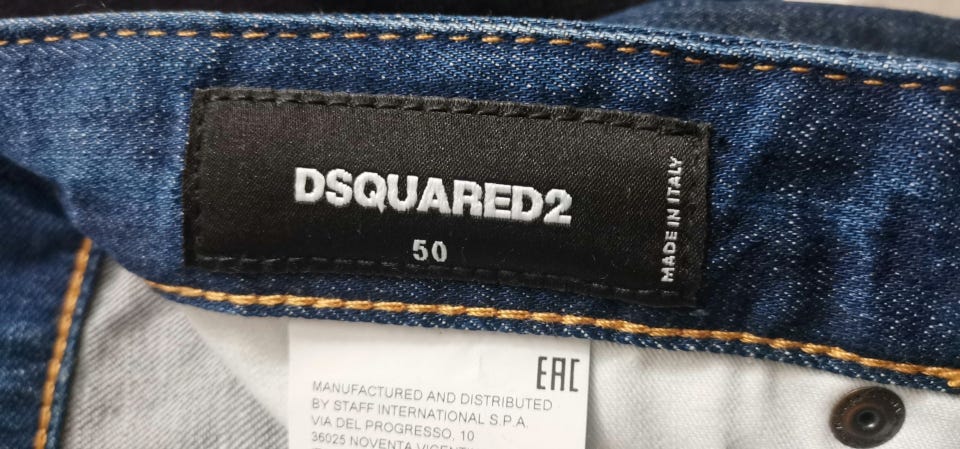 DSQUARED2
50
MADE IN ITALY
EAC
MANUFACTURED AND DISTRIBUTED
BY STAFF INTERNATIONAL S.P.A.
VIA DEL PROGRESSO, 10
36025 NOVENTA